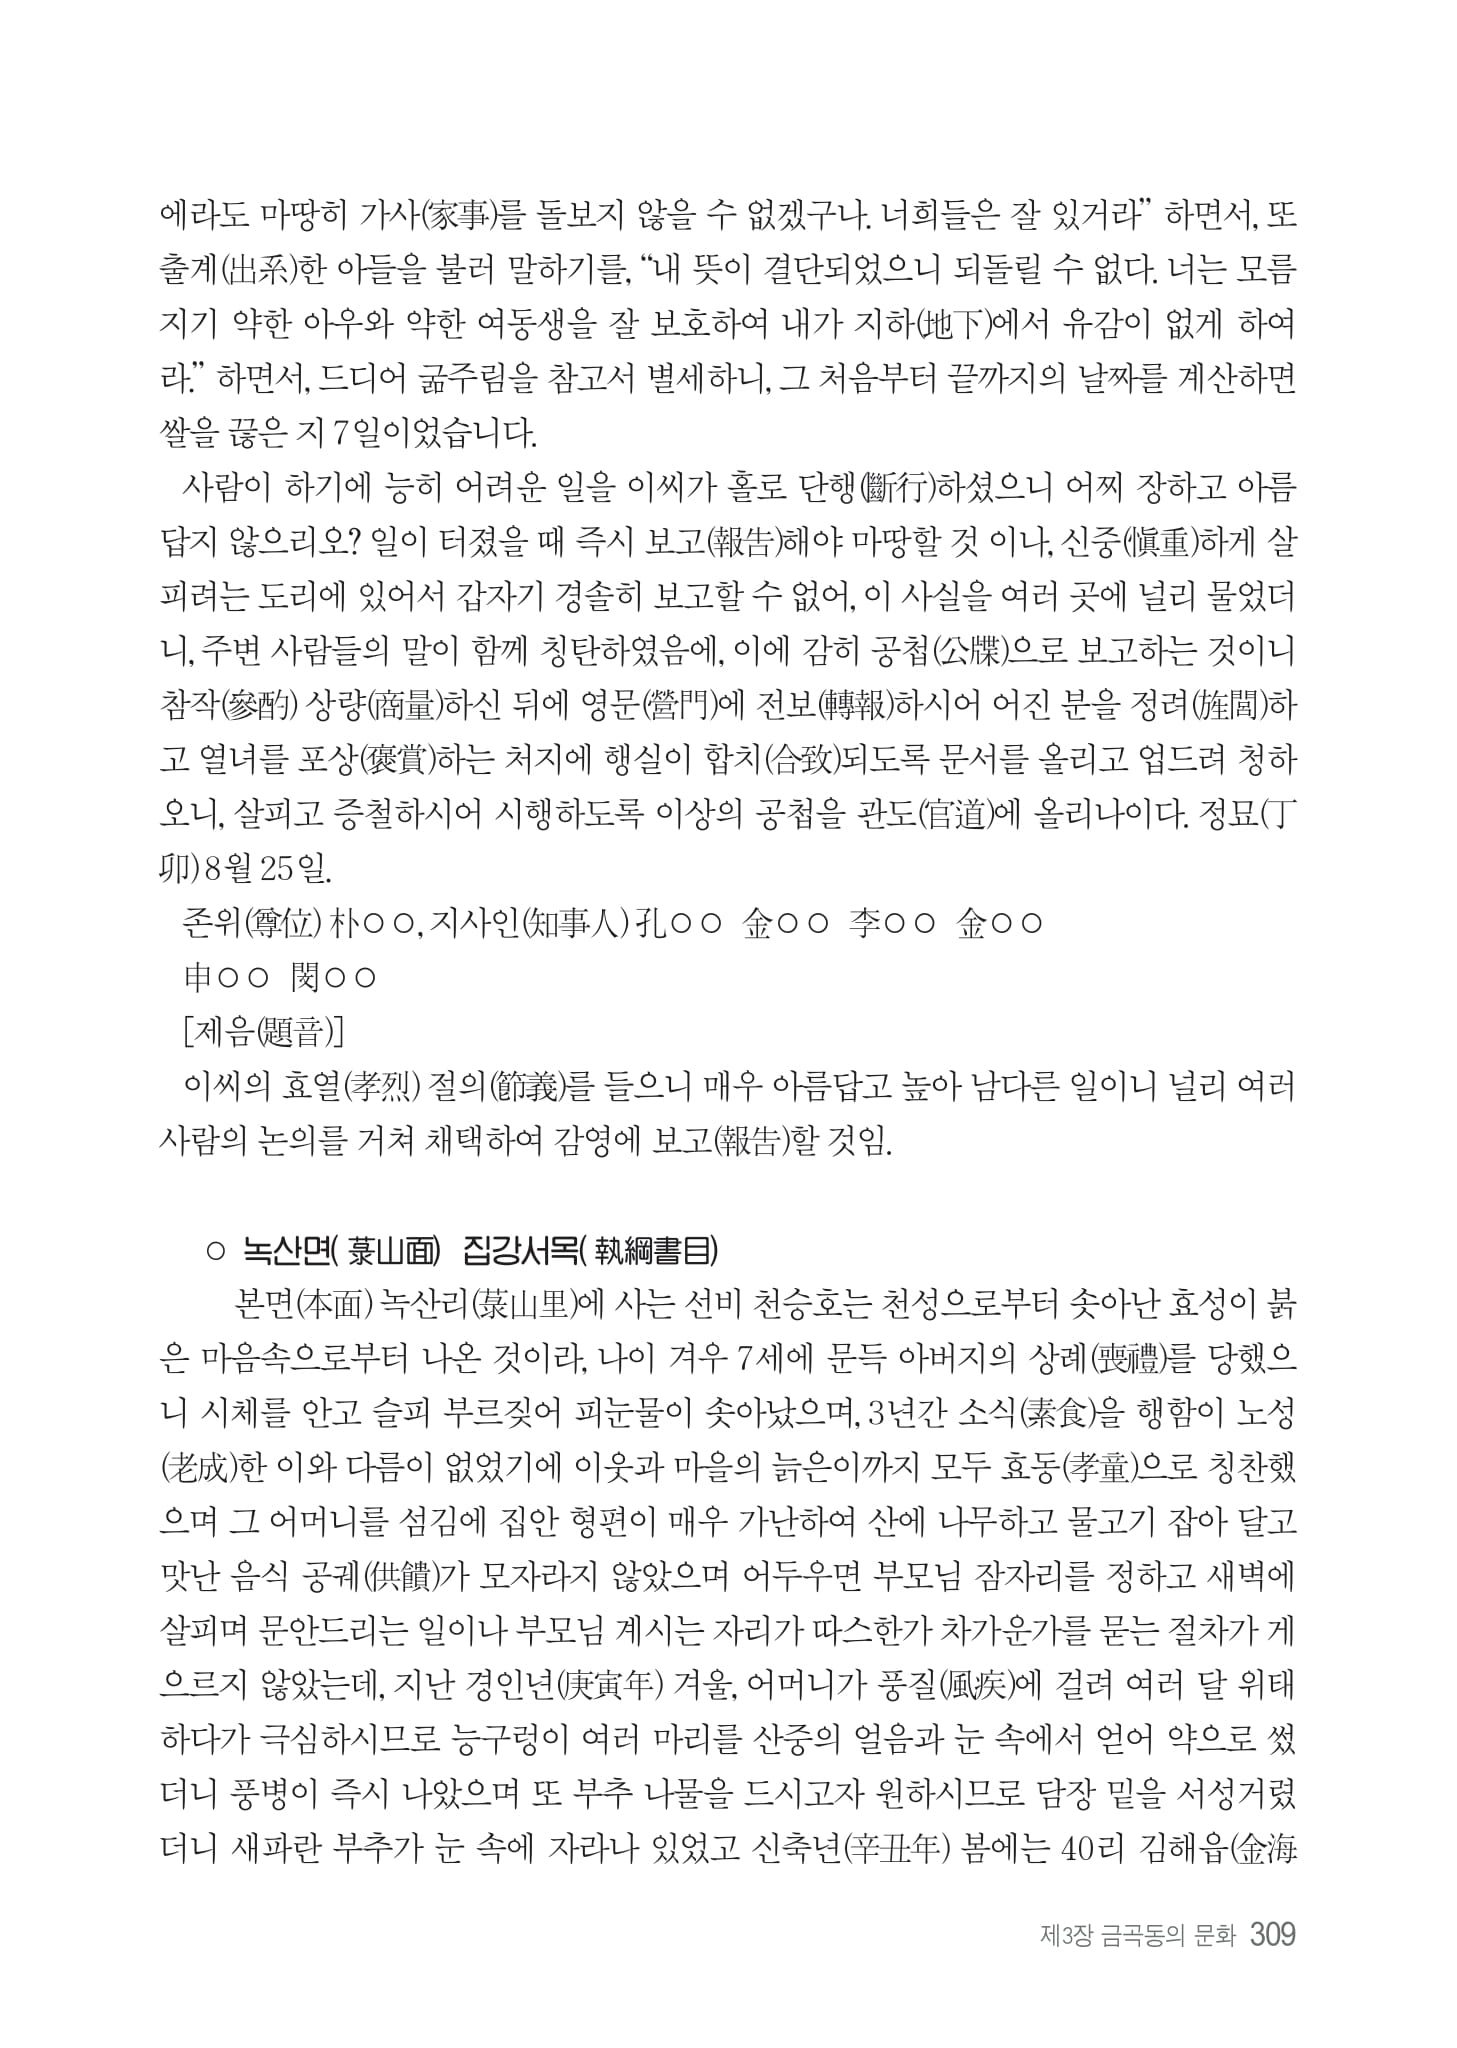 에라도 마땅히 가사(家事)를 돌보지 않을 수 없겠구나. 너희들은 잘 있거라” 하면서, 또
출계(出系)한 아들을 불러 말하기를, “내 뜻이 결단되었으니 되돌릴 수 없다. 너는 모름
지기 약한 아우와 약한 여동생을 잘 보호하여 내가 지하(地下)에서 유감이 없게 하여
라.” 하면서, 드디어 굶주림을 참고서 별세하니, 그 처음부터 끝까지의 날짜를 계산하면
쌀을 끊은 지 7일이었습니다.
사람이 하기에 능히 어려운 일을 이씨가 홀로 단행(斷行)하셨으니 어찌 장하고 아름
답지 않으리오? 일이 터졌을 때 즉시 보고(報告)해야 마땅할 것 이나, 신중(愼重)하게 살
피려는 도리에 있어서 갑자기 경솔히 보고할 수 없어, 이 사실을 여러 곳에 널리 물었더
니, 주변 사람들의 말이 함께 칭탄하였음에, 이에 감히 공첩(公牒)으로 보고하는 것이니
참작(參酌) 상량(商量)하신 뒤에 영문(營門)에 전보(轉報)하시어 어진 분을 정려(旌閭)하
고 열녀를 포상(褒賞)하는 처지에 행실이 합치(合致)되도록 문서를 올리고 업드려 청하
오니, 살피고 증철하시어 시행하도록 이상의 공첩을 관도(官道)에 올리나이다. 정묘(丁
卯) 8월 25일.
존위(尊位) 朴○○, 지사인(知事人) 孔○○ 金○○ 李○○ 金○○
申○○ 閔○○
[제음(題音)]
이씨의 효열(孝烈) 절의(節義)를 들으니 매우 아름답고 높아 남다른 일이니 널리 여러
사람의 논의를 거쳐 채택하여 감영에 보고(報告)할 것임.
○ 녹산면( 菉山面) 집강서목( 執綱書目)
본면(本面) 녹산리(菉山里)에 사는 선비 천승호는 천성으로부터 솟아난 효성이 붉
은 마음속으로부터 나온 것이라, 나이 겨우 7세에 문득 아버지의 상례(喪禮)를 당했으
니 시체를 안고 슬피 부르짖어 피눈물이 솟아났으며, 3년간 소식(素食)을 행함이 노성
(老成)한 이와 다름이 없었기에 이웃과 마을의 늙은이까지 모두 효동(孝童)으로 칭찬했
으며 그 어머니를 섬김에 집안 형편이 매우 가난하여 산에 나무하고 물고기 잡아 달고
맛난 음식 공궤(供饋)가 모자라지 않았으며 어두우면 부모님 잠자리를 정하고 새벽에
살피며 문안드리는 일이나 부모님 계시는 자리가 따스한가 차가운가를 묻는 절차가 게
으르지 않았는데, 지난 경인년(庚寅年) 겨울, 어머니가 풍질(風疾)에 걸려 여러 달 위태
하다가 극심하시므로 능구렁이 여러 마리를 산중의 얼음과 눈 속에서 얻어 약으로 썼
더니 풍병이 즉시 나았으며 또 부추 나물을 드시고자 원하시므로 담장 밑을 서성거렸
더니 새파란 부추가 눈 속에 자라나 있었고 신축년(辛丑年) 봄에는 40리 김해읍(金海
제3장 금곡동의 문화 309